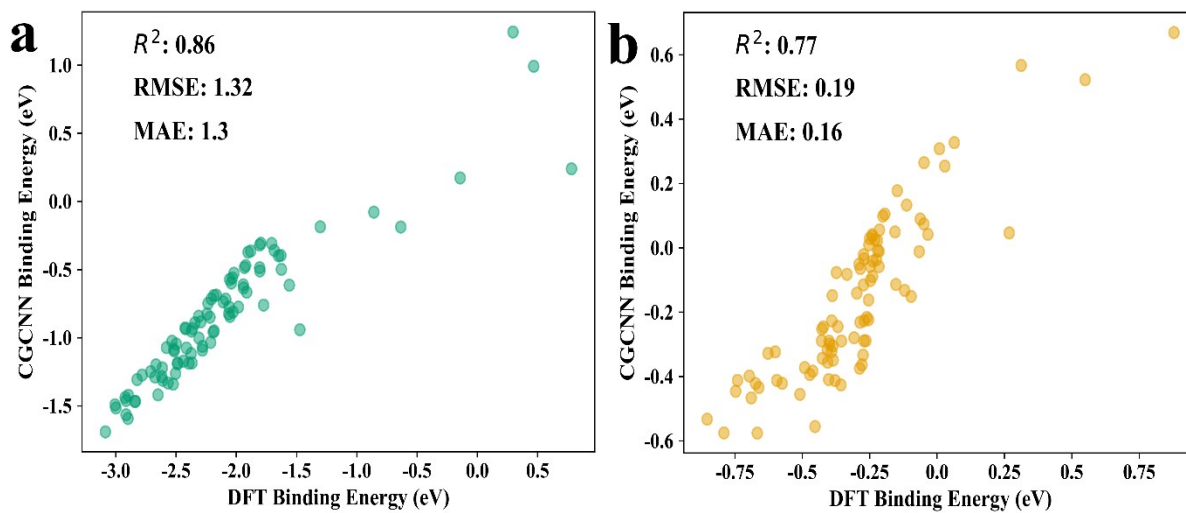 a
R²: 0.86
RMSE: 1.32
MAE: 1.3
CGCNN Binding Energy (eV)
1.0
0.5
0.0
-0.5
-1.0
-1.5
-3.0 -2.5 -2.0 -1.5 -1.0 -0.5 0.0 0.5
DFT Binding Energy (eV)
b
R²: 0.77
RMSE: 0.19
MAE: 0.16
CGCNN Binding Energy (eV)
0.6
0.4
0.2
0.0
-0.2
-0.4
-0.6
-0.75 -0.50 -0.25 0.0 0.25 0.50 0.75
DFT Binding Energy (eV)